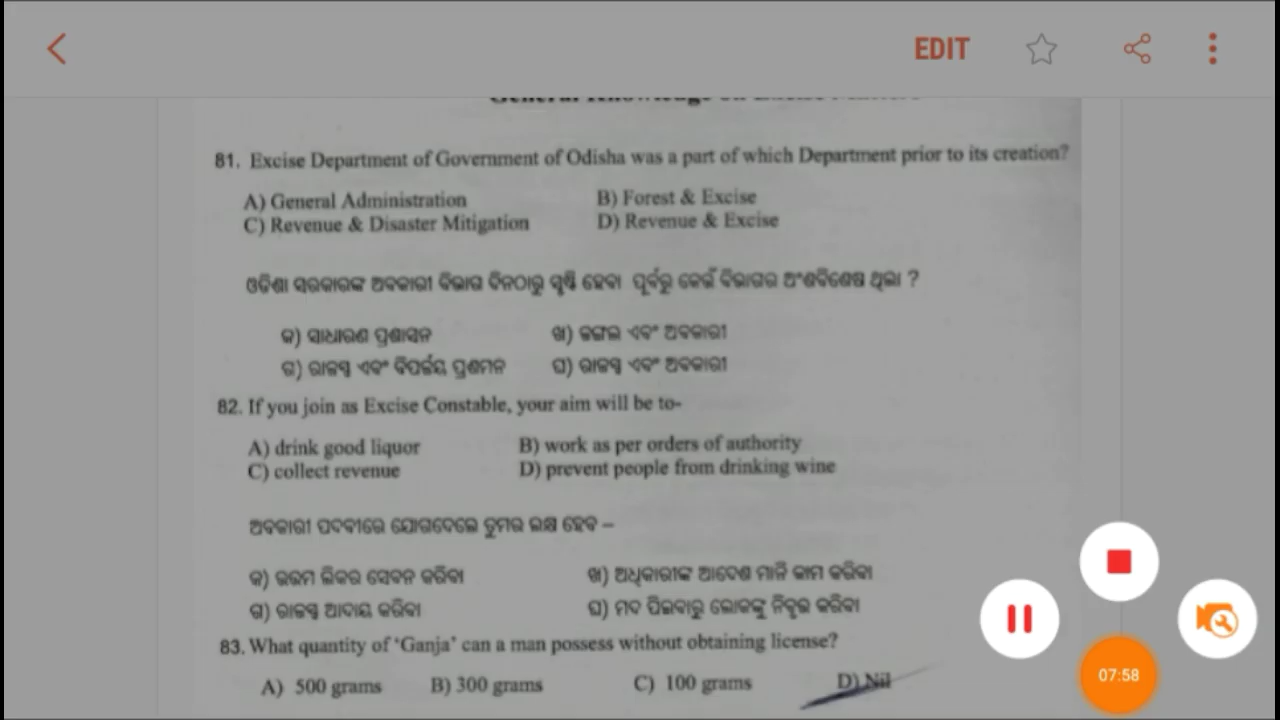 EDIT
General Knowledge on Excise Matters
81. Excise Department of Government of Odisha was a part of which Department prior to its creation?
A) General Administration B) Forest & Excise
C) Revenue & Disaster Mitigation D) Revenue & Excise
ଓଡିଶା ସରକାରଙ୍କ ଅବକାରୀ ବିଭାଗ ଦିନଠାରୁ ସୃଷ୍ଟି ହେବା ପୂର୍ବରୁ କେଉଁ ବିଭାଗର ଅଂଶବିଶେଷ ଥିଲା ?
କ) ସାଧାରଣ ପ୍ରଶାସନ ଖ) ଜଙ୍ଗଲ ଏବଂ ଅବକାରୀ
ଗ) ରାଜସ୍ୱ ଏବଂ ବିପର୍ଯ୍ୟୟ ପ୍ରଶମନ ଘ) ରାଜସ୍ୱ ଏବଂ ଅବକାରୀ
82. If you join as Excise Constable, your aim will be to-
A) drink good liquor B) work as per orders of authority
C) collect revenue D) prevent people from drinking wine
ଅବକାରୀ ପଦବୀରେ ଯୋଗଦେଲେ ତୁମର ଲକ୍ଷ ହେବ –
କ) ଉତ୍ତମ ଲିକର ସେବନ କରିବା ଖ) ଅଧିକାରୀଙ୍କ ଆଦେଶ ମାନି କାମ କରିବା
ଗ) ରାଜସ୍ୱ ଆଦାୟ କରିବା ଘ) ମଦ ପିଇବାରୁ ଲୋକଙ୍କୁ ନିବୃତ୍ତ କରିବା
83. What quantity of ‘Ganja’ can a man possess without obtaining license?
A) 500 grams B) 300 grams C) 100 grams D) Nil
07:58